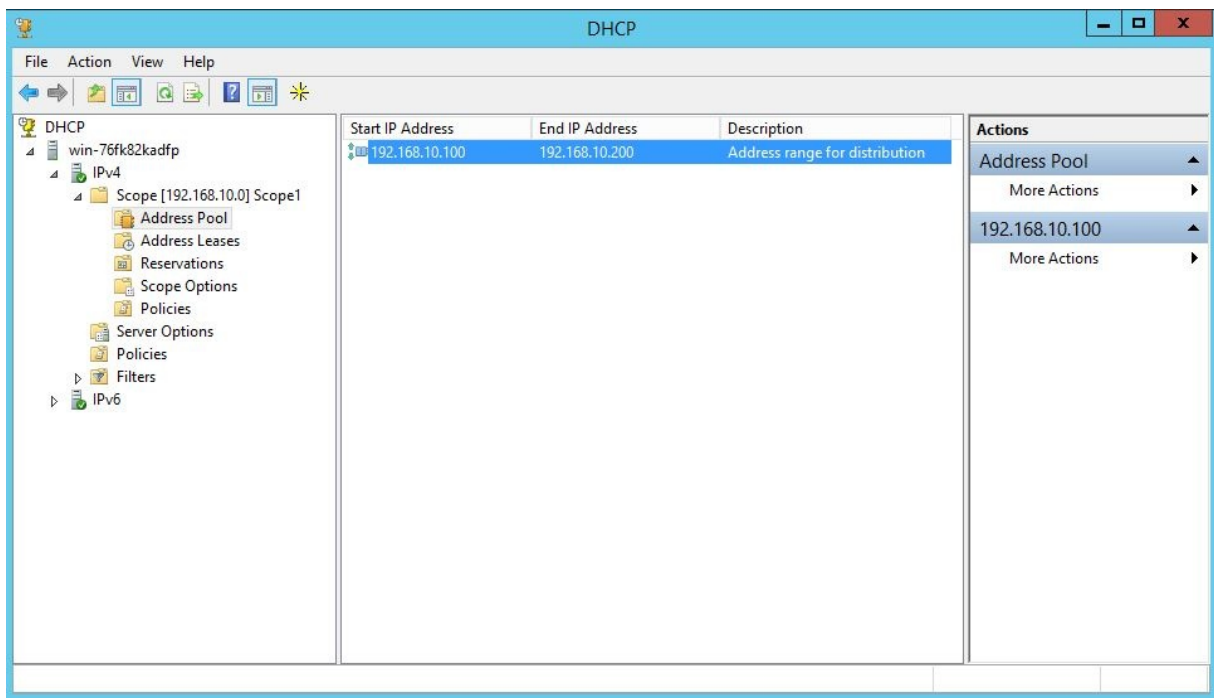 DHCP
File Action View Help
DHCP
win-76fk82kadfp
IPv4
Scope [192.168.10.0] Scope1
Address Pool
Address Leases
Reservations
Scope Options
Policies
Server Options
Policies
Filters
IPv6
Start IP Address End IP Address Description
192.168.10.100 192.168.10.200 Address range for distribution
Actions
Address Pool
More Actions
192.168.10.100
More Actions